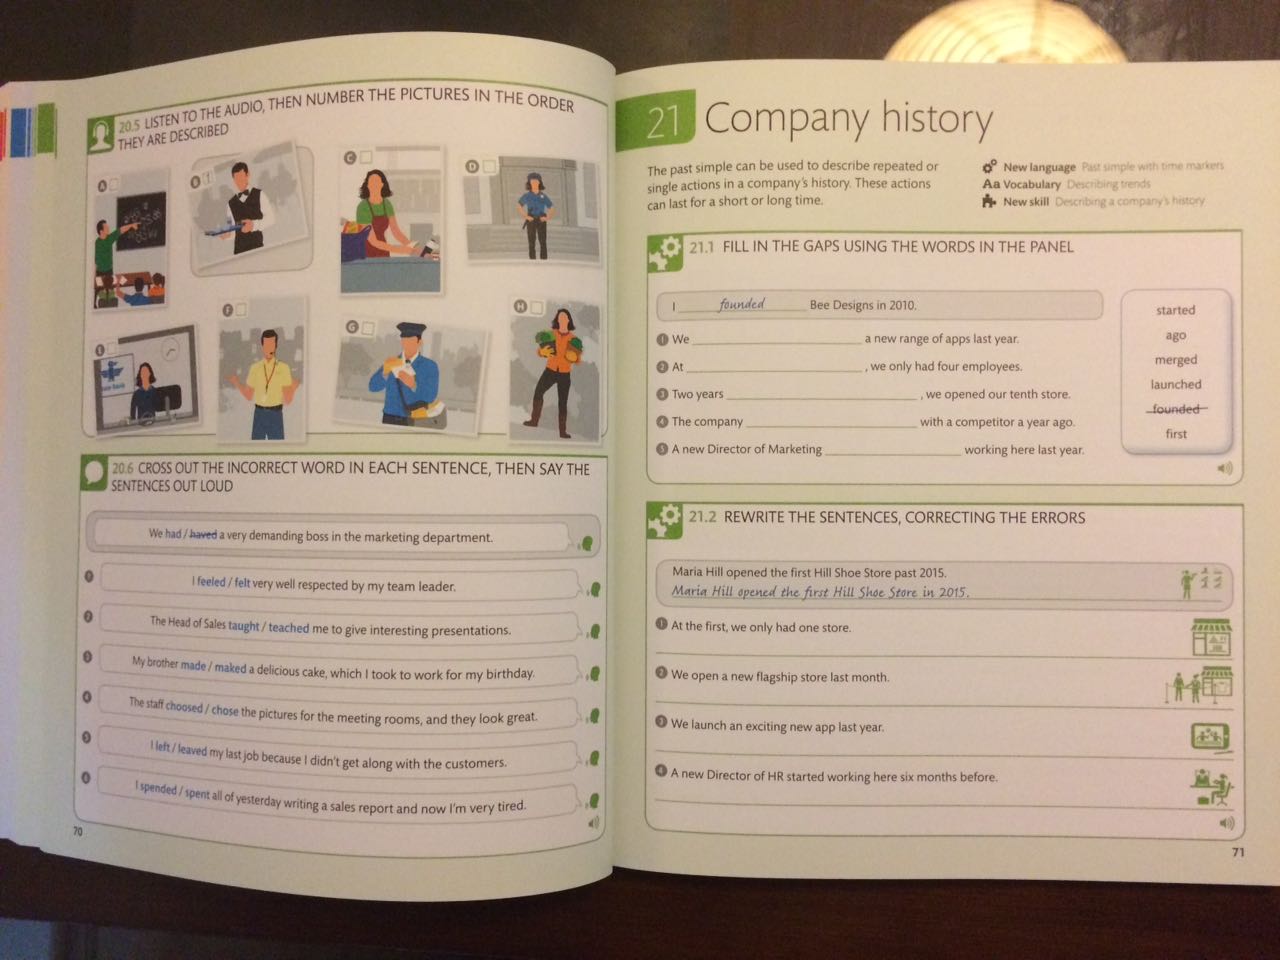 20.5 LISTEN TO THE AUDIO, THEN NUMBER THE PICTURES IN THE ORDER
THEY ARE DESCRIBED
A
B 1
C
D
E
F
G
H
20.6 CROSS OUT THE INCORRECT WORD IN EACH SENTENCE, THEN SAY THE
SENTENCES OUT LOUD
We had / haved a very demanding boss in the marketing department.
1 I feeled / felt very well respected by my team leader.
2 The Head of Sales taught / teached me to give interesting presentations.
3 My brother made / maked a delicious cake, which I took to work for my birthday.
4 The staff choosed / chose the pictures for the meeting rooms, and they look great.
5 I left / leaved my last job because I didn't get along with the customers.
6 I spended / spent all of yesterday writing a sales report and now I'm very tired.
70
21 Company history
The past simple can be used to describe repeated or
single actions in a company's history. These actions
can last for a short or long time.
New language Past simple with time markers
Aa Vocabulary Describing trends
New skill Describing a company's history
21.1 FILL IN THE GAPS USING THE WORDS IN THE PANEL
I founded Bee Designs in 2010.
1 We a new range of apps last year.
2 At , we only had four employees.
3 Two years , we opened our tenth store.
4 The company with a competitor a year ago.
5 A new Director of Marketing working here last year.
started
ago
merged
launched
founded
first
21.2 REWRITE THE SENTENCES, CORRECTING THE ERRORS
Maria Hill opened the first Hill Shoe Store past 2015.
Maria Hill opened the first Hill Shoe Store in 2015.
1 At the first, we only had one store.
2 We open a new flagship store last month.
3 We launch an exciting new app last year.
4 A new Director of HR started working here six months before.
71